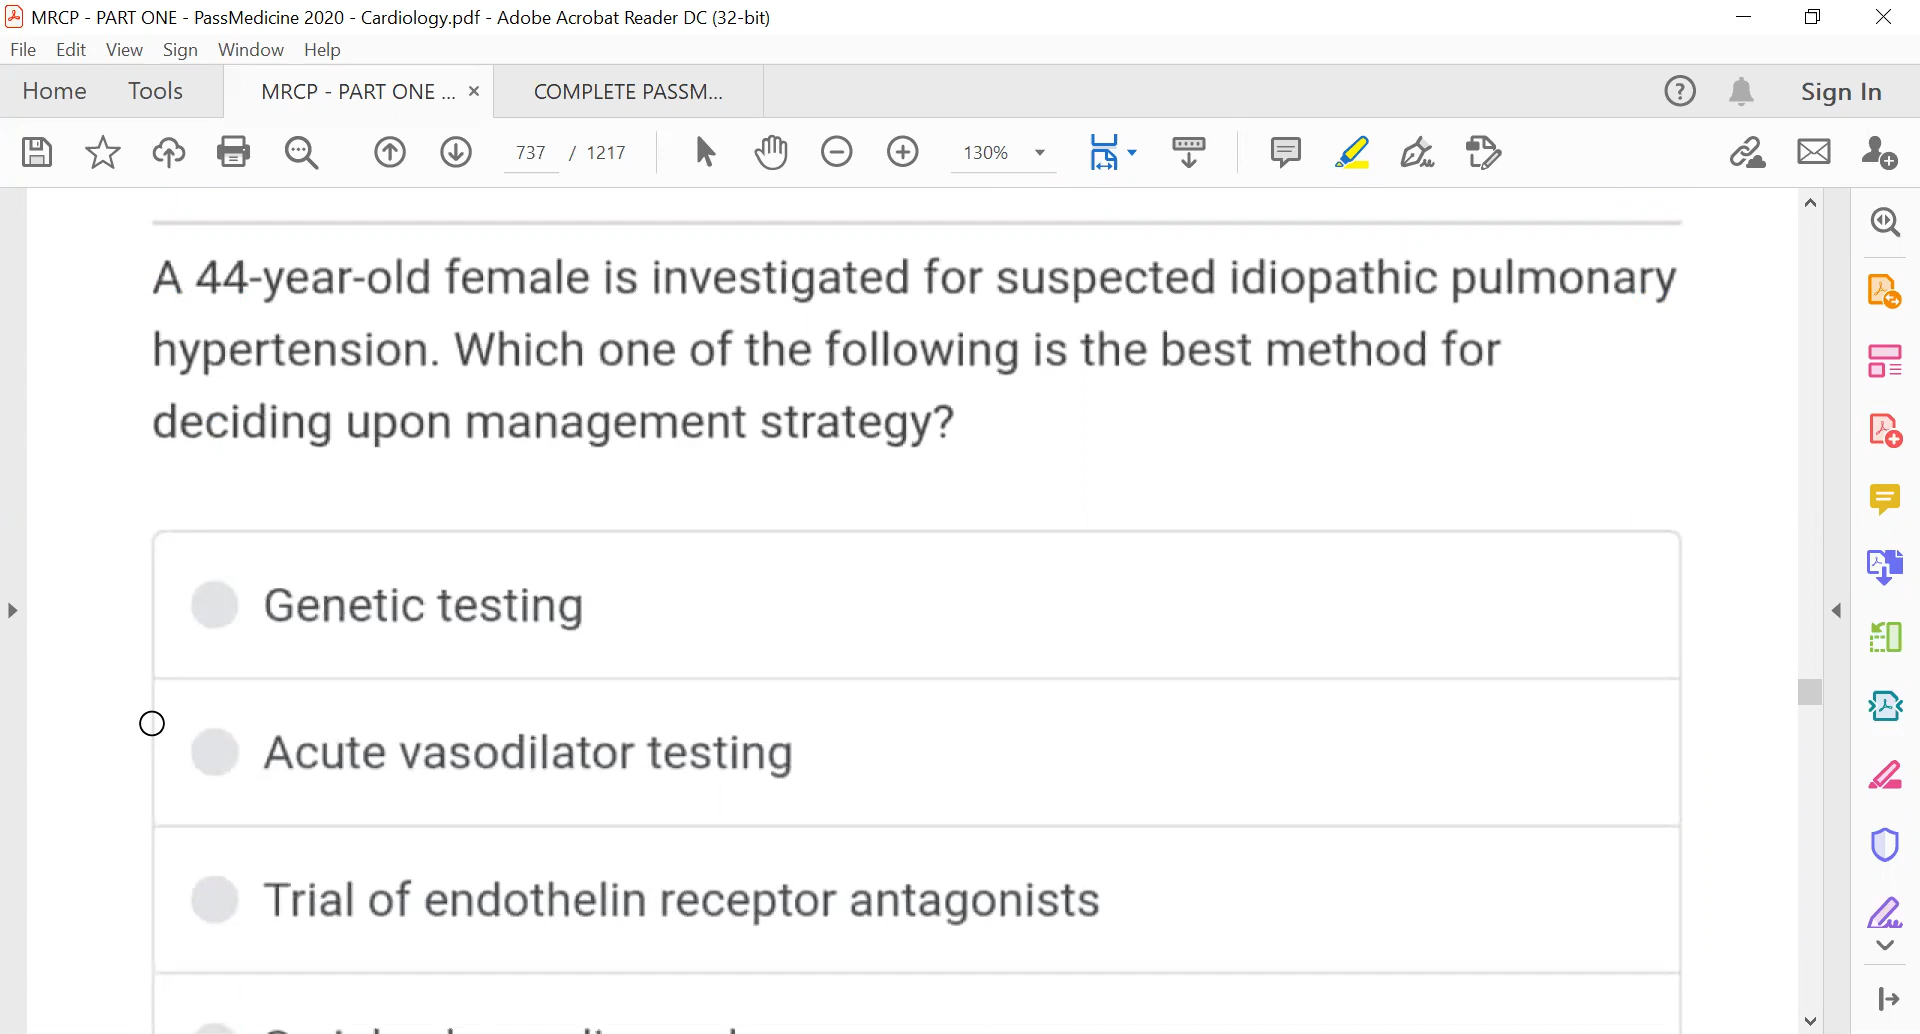 MRCP - PART ONE - PassMedicine 2020 - Cardiology.pdf - Adobe Acrobat Reader DC (32-bit)
File Edit View Sign Window Help
Home Tools MRCP - PART ONE ... × COMPLETE PASSM... ? Sign In
737 / 1217 130%
A 44-year-old female is investigated for suspected idiopathic pulmonary
hypertension. Which one of the following is the best method for
deciding upon management strategy?
Genetic testing
Acute vasodilator testing
Trial of endothelin receptor antagonists